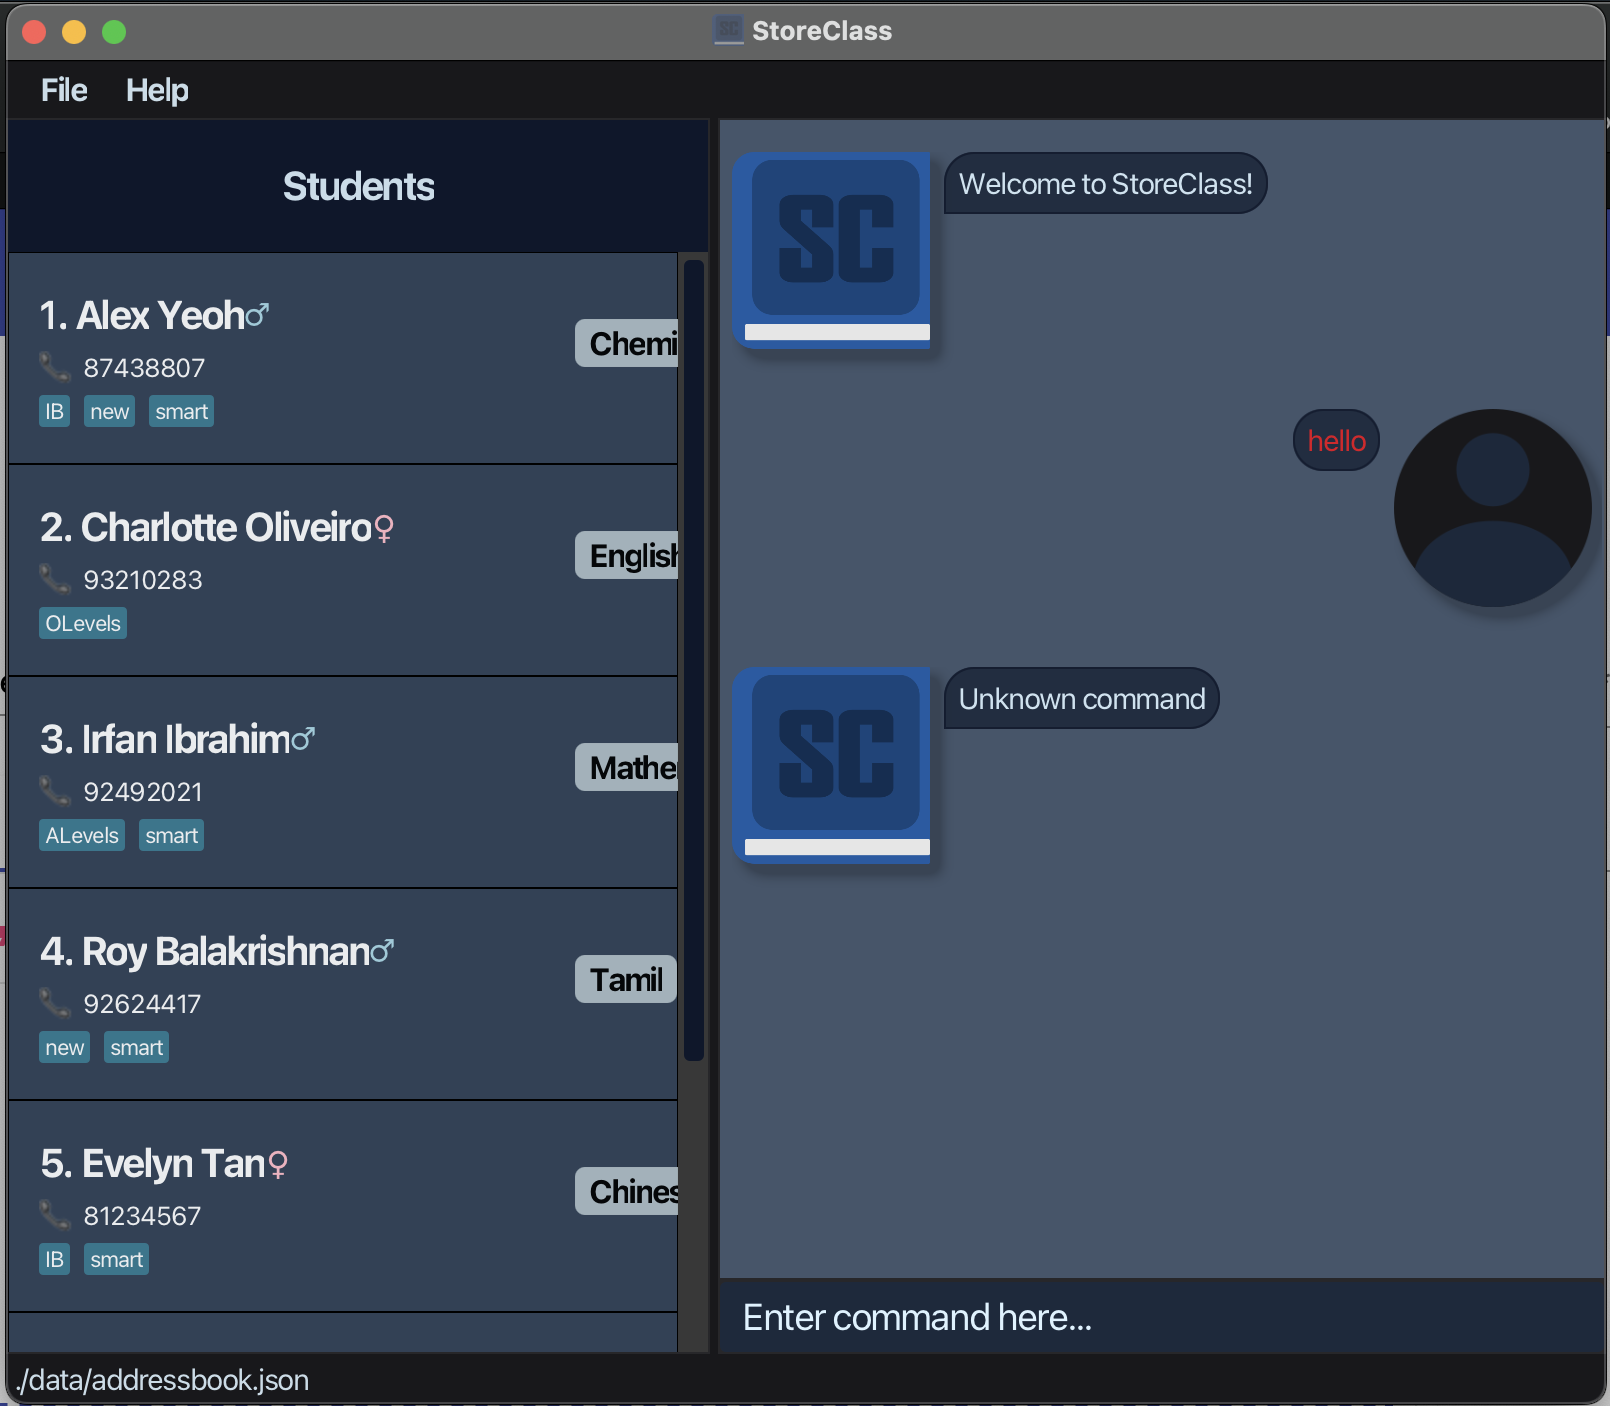 SC StoreClass
File Help
Students
1. Alex Yeoh♂
87438807
Chemi
IB new smart
2. Charlotte Oliveiro♀
93210283
English
OLevels
3. Irfan Ibrahim♂
92492021
Mathe
ALevels smart
4. Roy Balakrishnan♂
92624417
Tamil
new smart
5. Evelyn Tan♀
81234567
Chines
IB smart
SC
Welcome to StoreClass!
hello
SC
Unknown command
Enter command here...
./data/addressbook.json